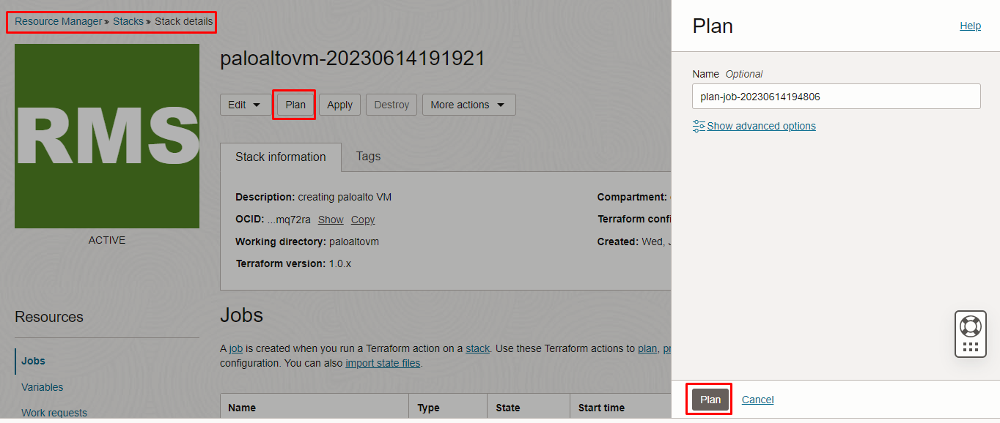 Resource Manager » Stacks » Stack details
RMS
ACTIVE
paloaltovm-20230614191921
Edit Plan Apply Destroy More actions
Stack information Tags
Description: creating paloalto VM
OCID: ...mq72ra Show Copy
Working directory: paloaltovm
Terraform version: 1.0.x
Compartment:
Terraform confi
Created: Wed,
Resources
Jobs
Variables
Work requests
Jobs
A job is created when you run a Terraform action on a stack. Use these Terraform actions to plan, pr
configuration. You can also import state files.
Name Type State Start time
Plan Help
Name Optional
plan-job-20230614194806
Show advanced options
Plan Cancel